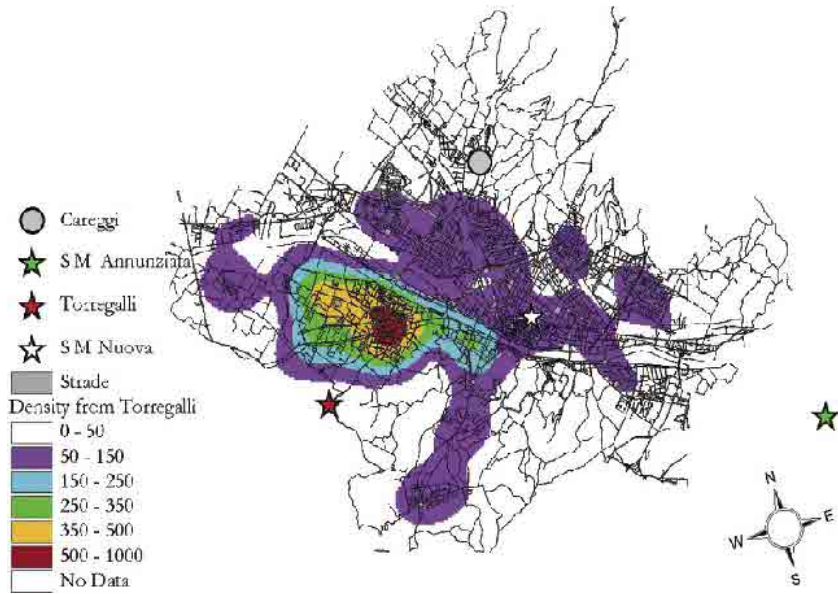 Careggi
S M Annunziata
Torregalli
S M Nuova
Strade
Density from Torregalli
0 - 50
50 - 150
150 - 250
250 - 350
350 - 500
500 - 1000
No Data
N
E
W
S